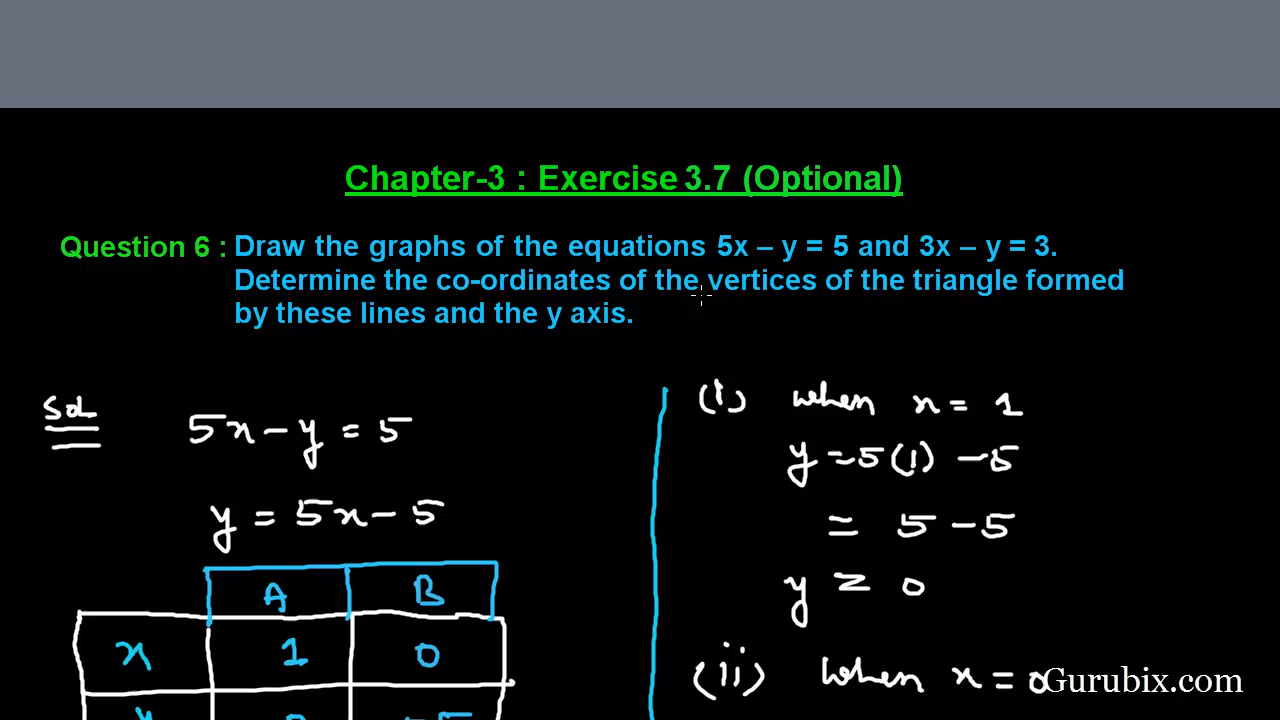 Chapter-3 : Exercise 3.7 (Optional)
Question 6 : Draw the graphs of the equations 5x – y = 5 and 3x – y = 3.
Determine the co-ordinates of the vertices of the triangle formed
by these lines and the y axis.
Sol
5x - y = 5
y = 5x - 5
A B
x 1 0
y 0 -5
(i) when x = 1
y = 5(1) - 5
= 5 - 5
y = 0
(ii) when x = 0
Gurubix.com